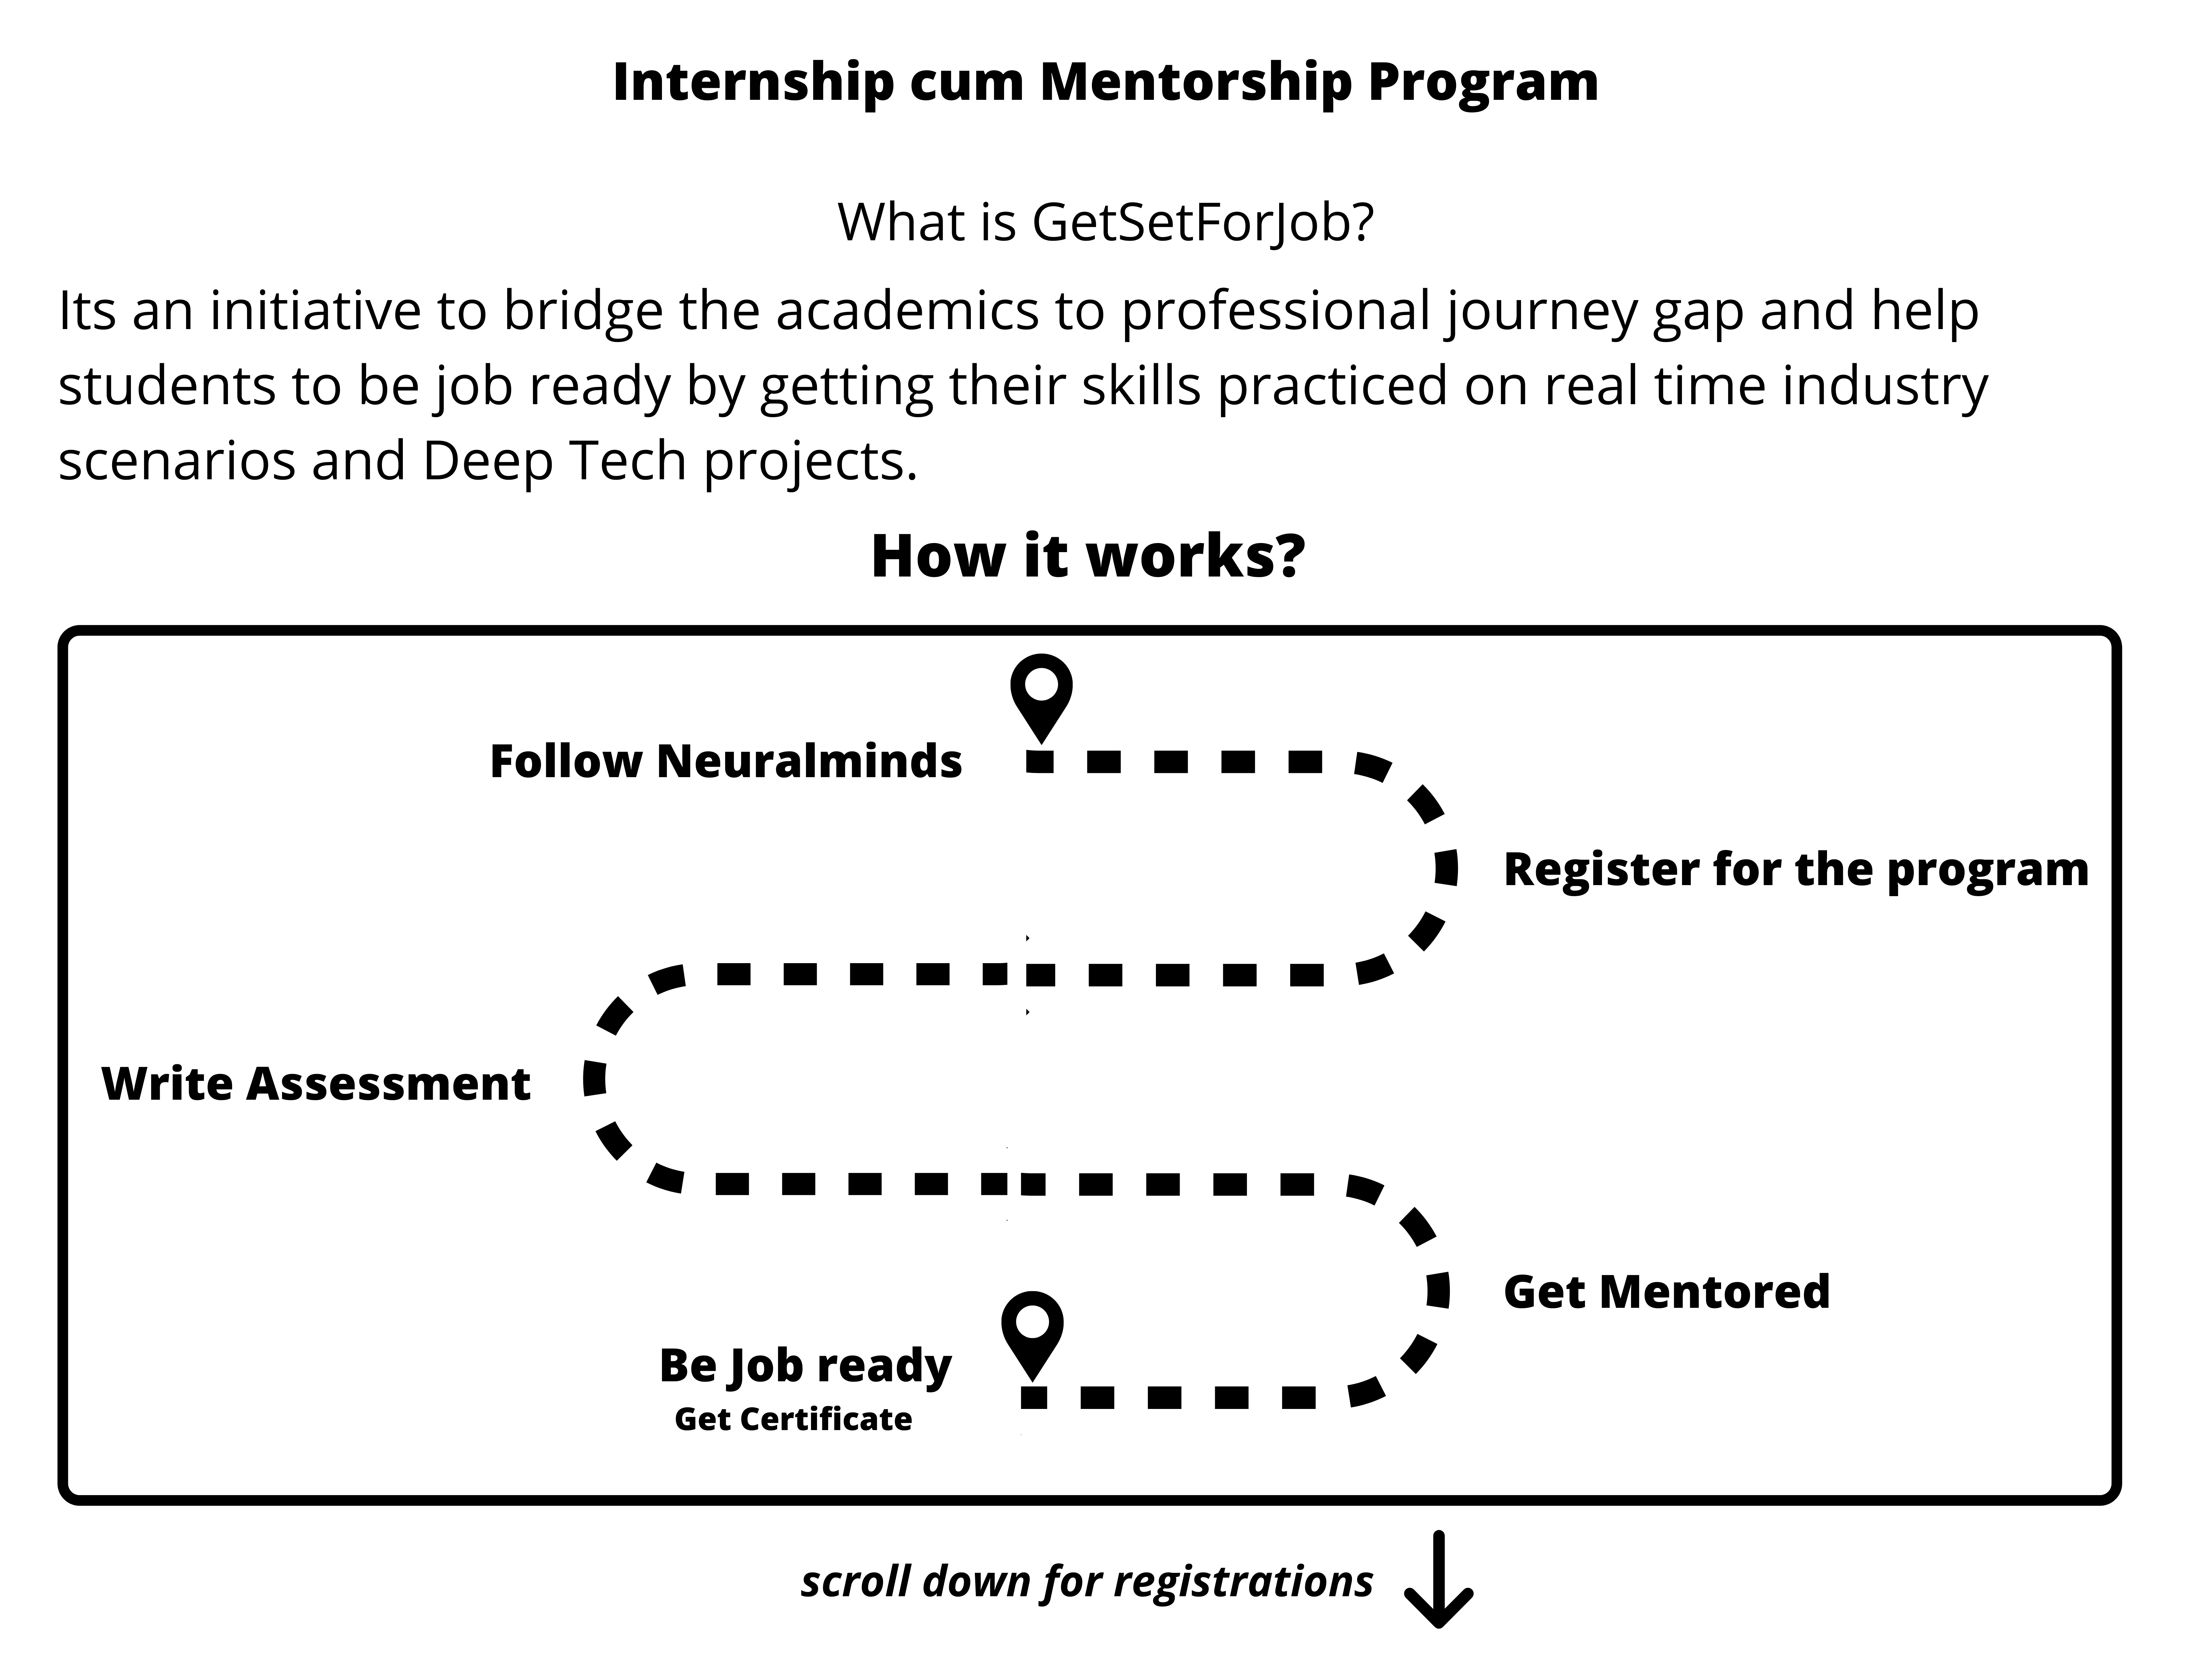 Internship cum Mentorship Program
What is GetSetForJob?
Its an initiative to bridge the academics to professional journey gap and help
students to be job ready by getting their skills practiced on real time industry
scenarios and Deep Tech projects.
How it works?
Follow Neuralminds
Register for the program
Write Assessment
Get Mentored
Be Job ready
Get Certificate
scroll down for registrations